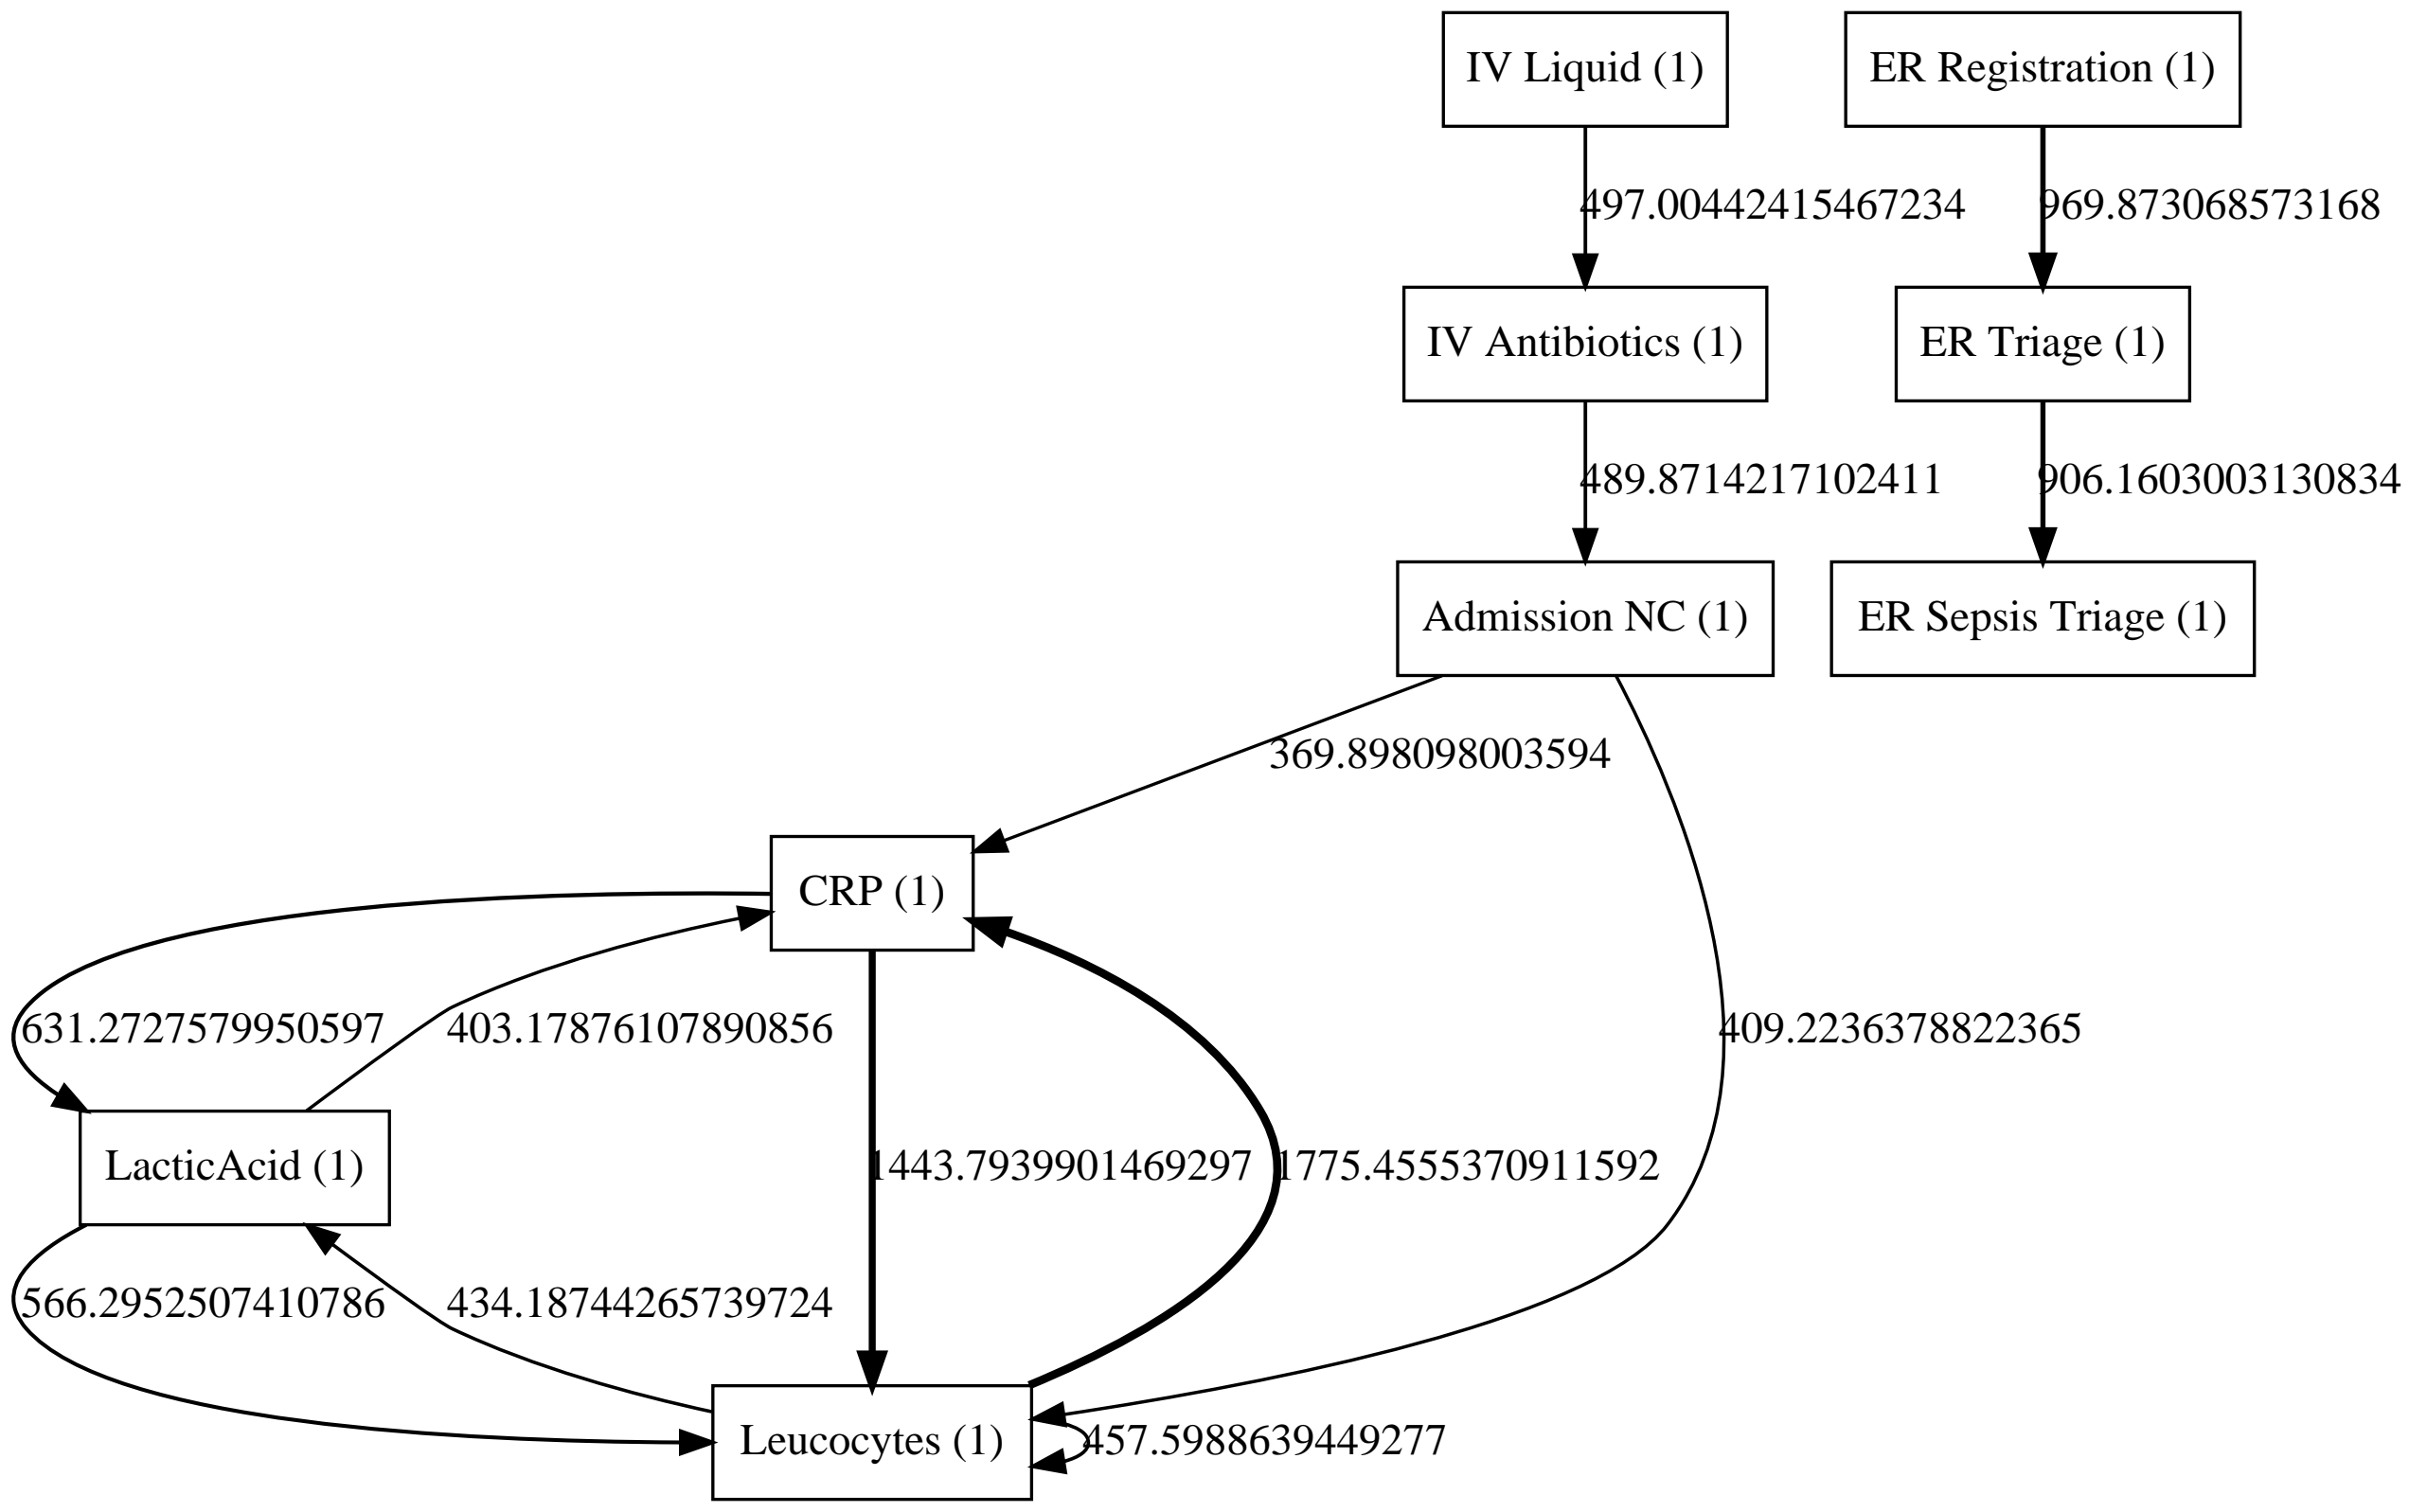 IV Liquid (1)
ER Registration (1)
497.00442415467234
969.873068573168
IV Antibiotics (1)
ER Triage (1)
489.8714217102411
906.1603003130834
Admission NC (1)
ER Sepsis Triage (1)
369.898098003594
CRP (1)
631.2727579950597
403.17876107890856
409.2236378822365
LacticAcid (1)
1443.7939901469297
1775.4555370911592
566.2952507410786
434.18744265739724
Leucocytes (1)
457.5988639449277